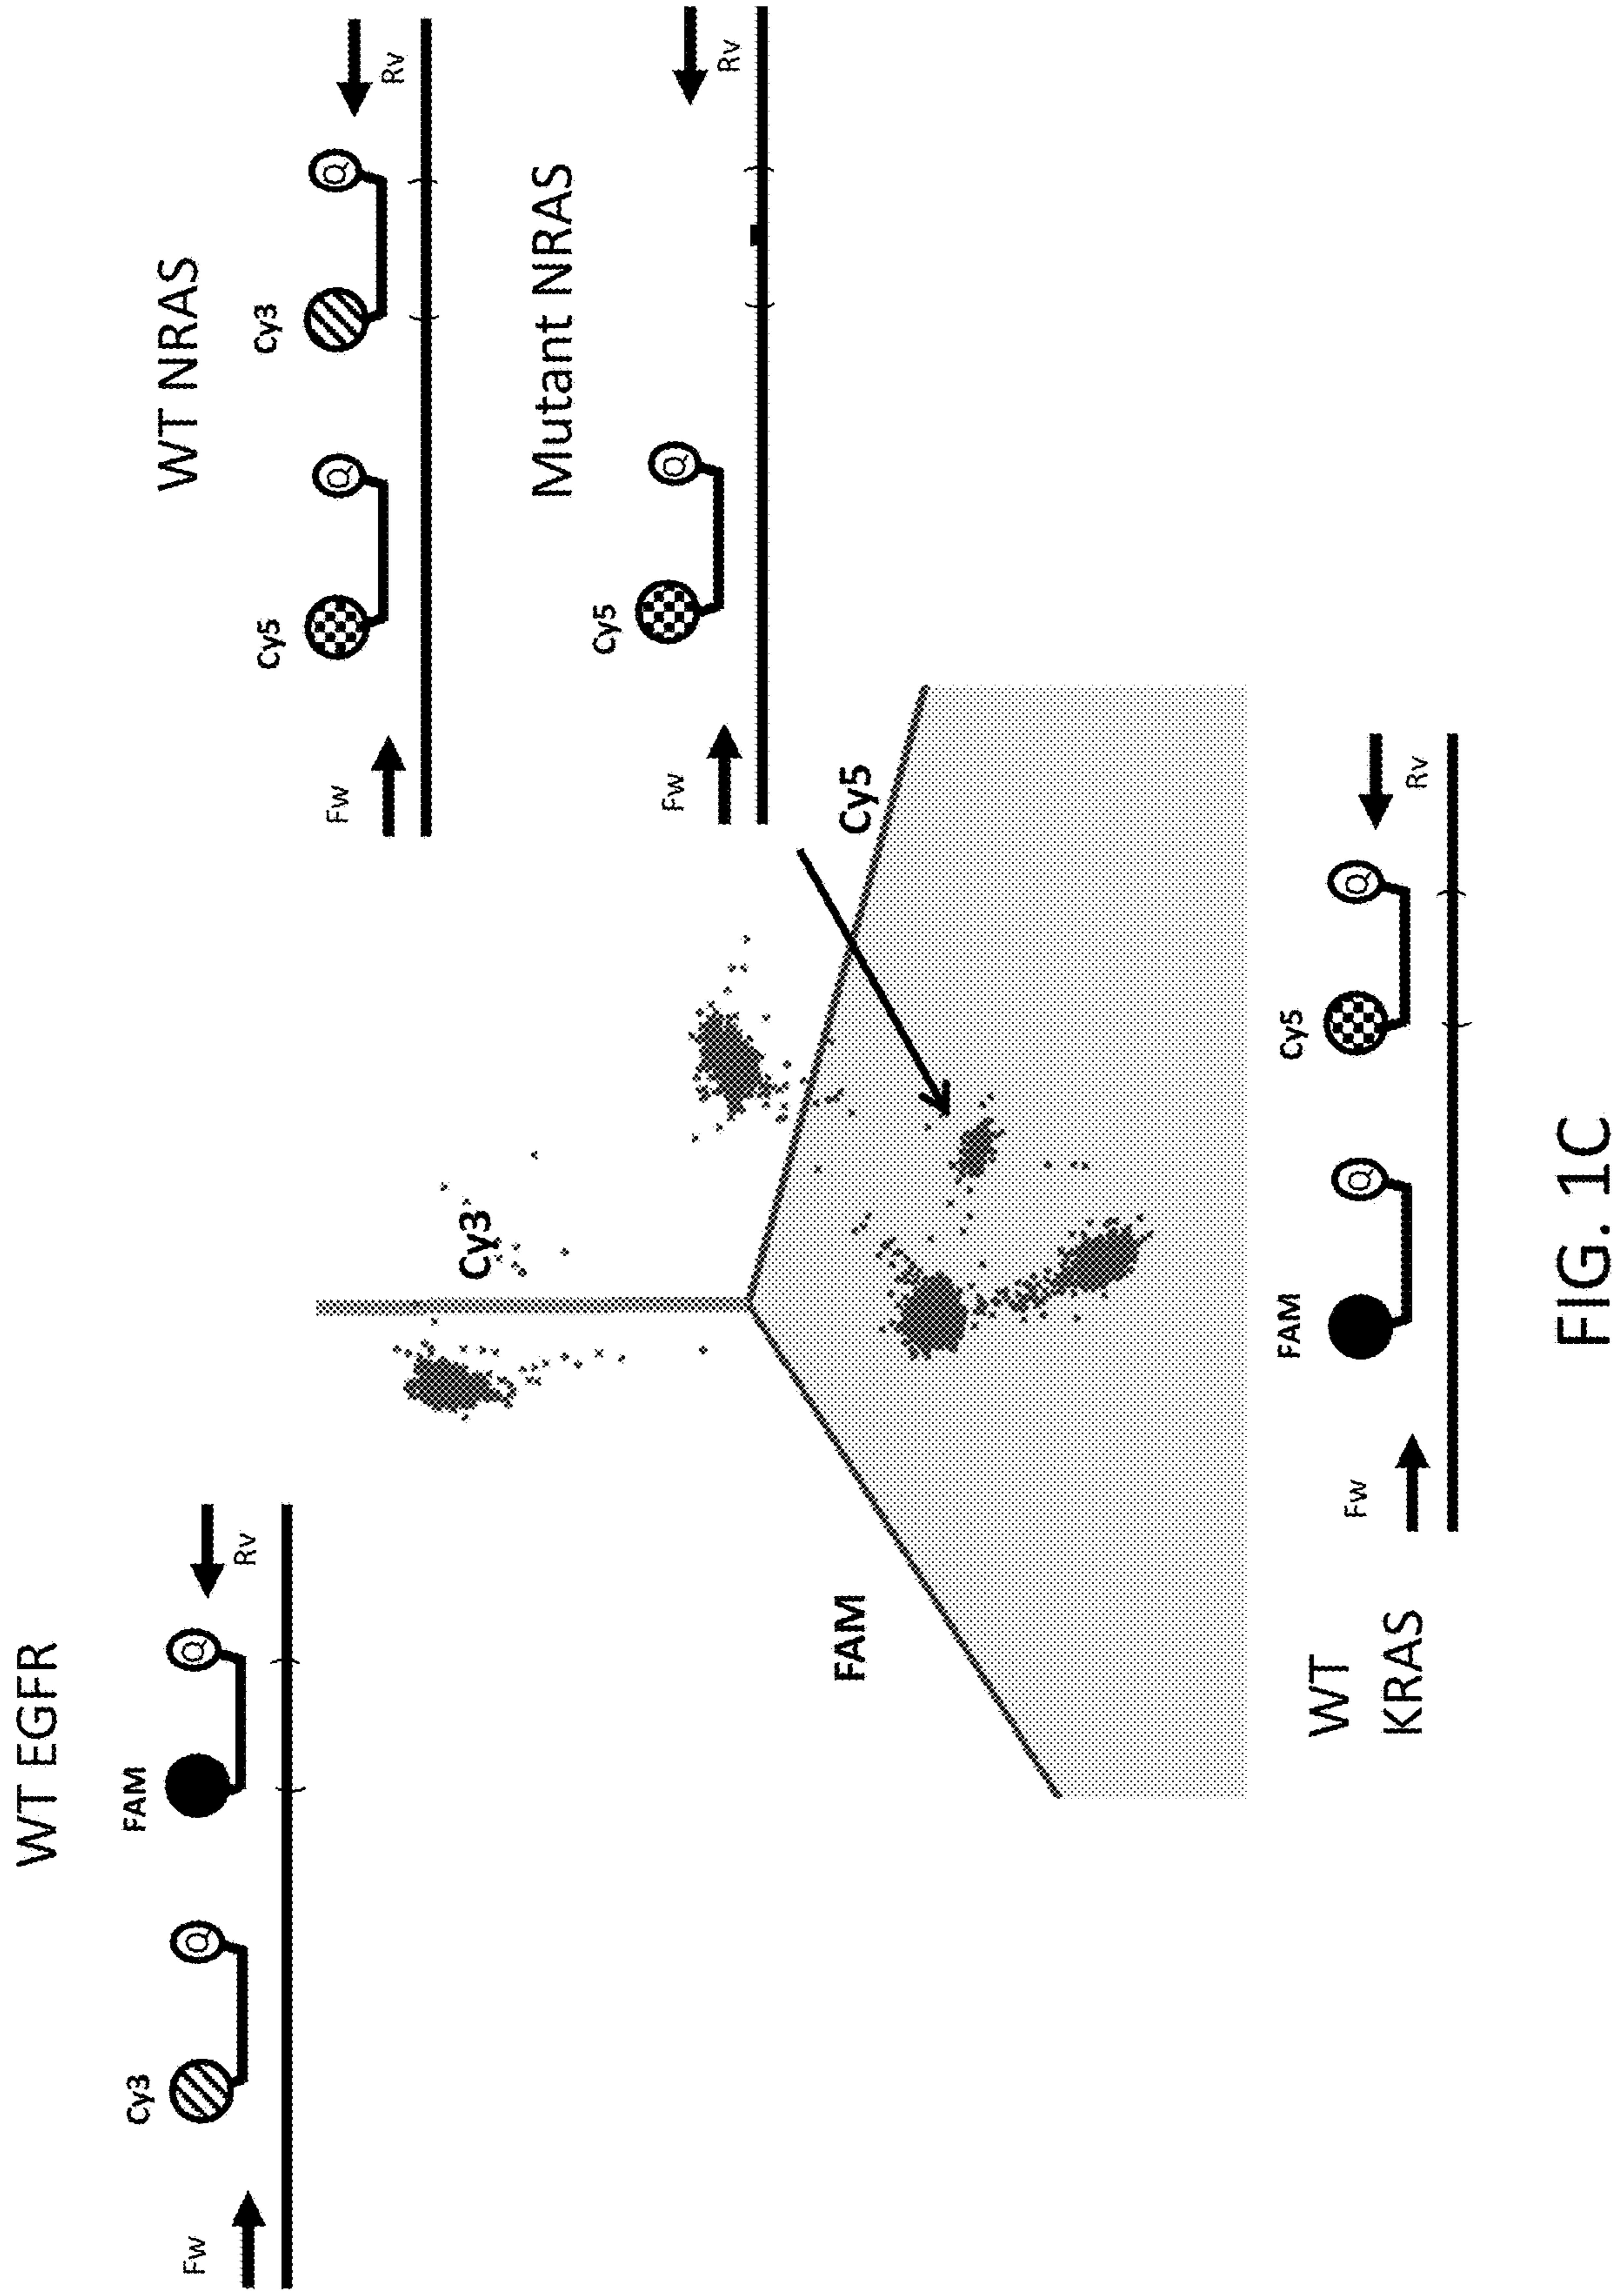 WT EGFR
Cy3
Q
FAM
Q
Fw
Rv
WT NRAS
Cy5
Q
Cy3
Q
Fw
Rv
Mutant NRAS
Cy5
Q
Fw
Rv
Cy3
Cy5
FAM
WT
KRAS
FAM
Q
Cy5
Q
Fw
Rv
FIG. 1C